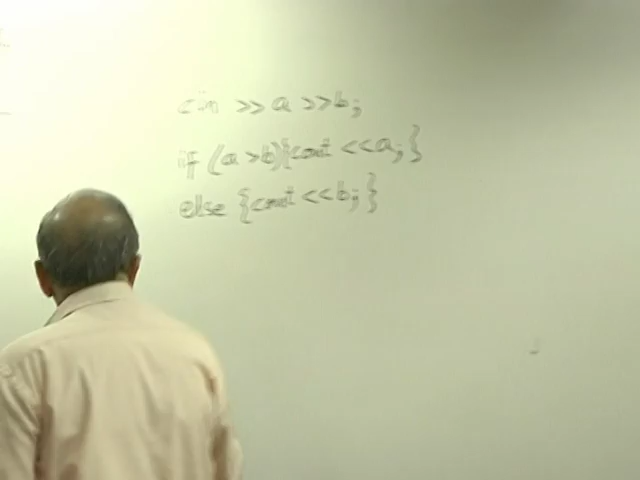 cin >> a >> b;
if (a > b) {cout << a; }
else {cout << b; }